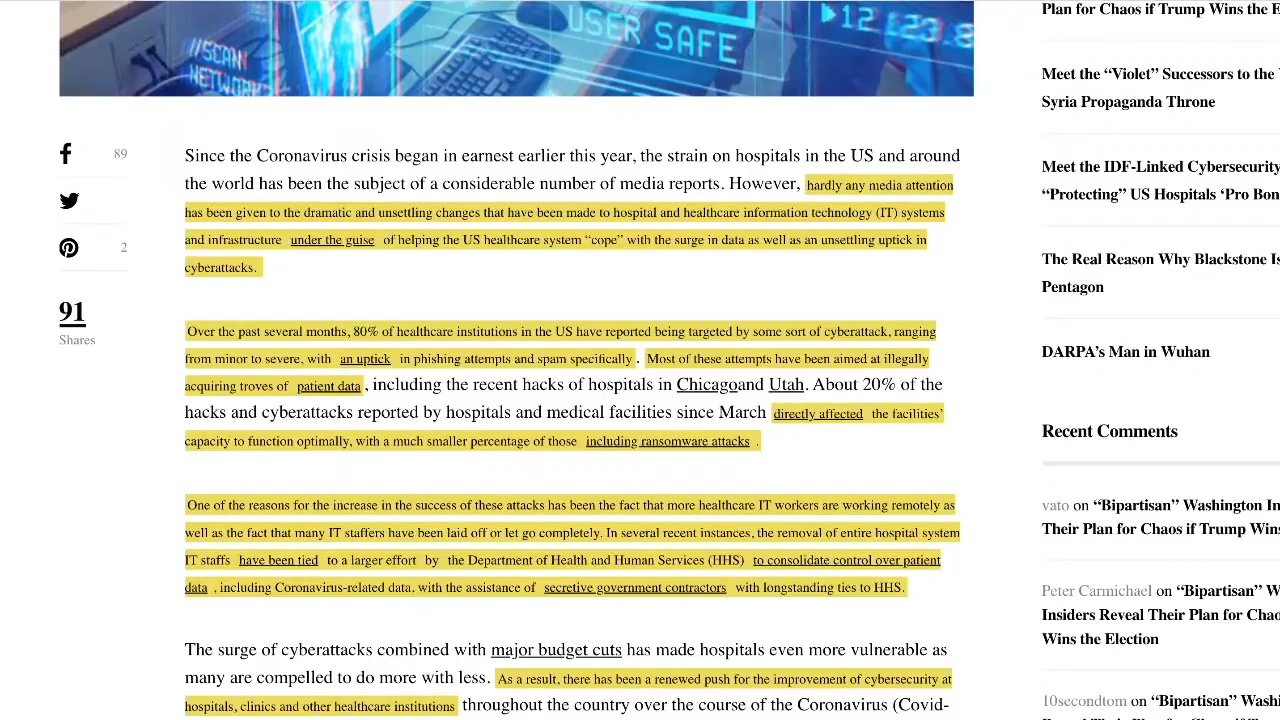 USER SAFE
12 123.8
//SCAN
NETWORK
89
2
91
Shares
Since the Coronavirus crisis began in earnest earlier this year, the strain on hospitals in the US and around
the world has been the subject of a considerable number of media reports. However, hardly any media attention
has been given to the dramatic and unsettling changes that have been made to hospital and healthcare information technology (IT) systems
and infrastructure under the guise of helping the US healthcare system “cope” with the surge in data as well as an unsettling uptick in
cyberattacks.
Over the past several months, 80% of healthcare institutions in the US have reported being targeted by some sort of cyberattack, ranging
from minor to severe, with an uptick in phishing attempts and spam specifically. Most of these attempts have been aimed at illegally
acquiring troves of patient data, including the recent hacks of hospitals in Chicagoand Utah. About 20% of the
hacks and cyberattacks reported by hospitals and medical facilities since March directly affected the facilities’
capacity to function optimally, with a much smaller percentage of those including ransomware attacks .
One of the reasons for the increase in the success of these attacks has been the fact that more healthcare IT workers are working remotely as
well as the fact that many IT staffers have been laid off or let go completely. In several recent instances, the removal of entire hospital system
IT staffs have been tied to a larger effort by the Department of Health and Human Services (HHS) to consolidate control over patient
data , including Coronavirus-related data, with the assistance of secretive government contractors with longstanding ties to HHS.
The surge of cyberattacks combined with major budget cuts has made hospitals even more vulnerable as
many are compelled to do more with less. As a result, there has been a renewed push for the improvement of cybersecurity at
hospitals, clinics and other healthcare institutions throughout the country over the course of the Coronavirus (Covid-
Plan for Chaos if Trump Wins the E
Meet the “Violet” Successors to the
Syria Propaganda Throne
Meet the IDF-Linked Cybersecurity
“Protecting” US Hospitals ‘Pro Bon
The Real Reason Why Blackstone Is
Pentagon
DARPA’s Man in Wuhan
Recent Comments
vato on “Bipartisan” Washington In
Their Plan for Chaos if Trump Wins
Peter Carmichael on “Bipartisan” W
Insiders Reveal Their Plan for Chao
Wins the Election
10secondtom on “Bipartisan” Washi